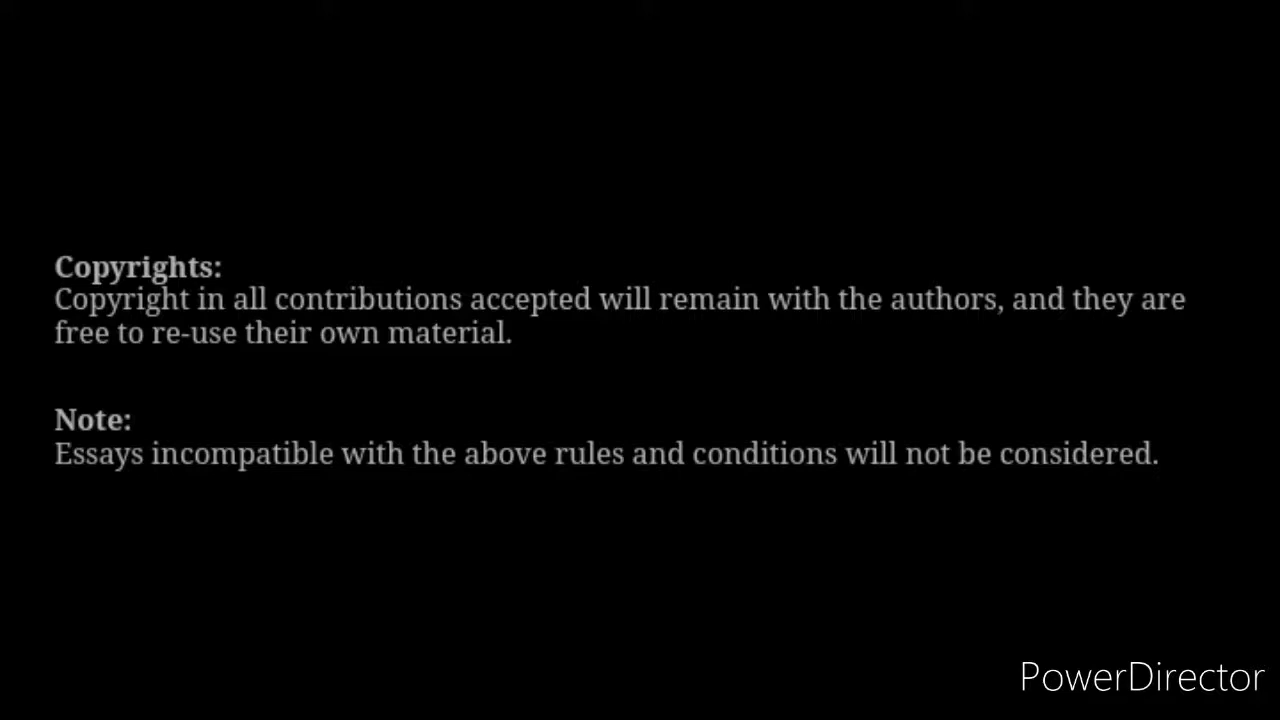 Copyrights:
Copyright in all contributions accepted will remain with the authors, and they are
free to re-use their own material.
Note:
Essays incompatible with the above rules and conditions will not be considered.
PowerDirector